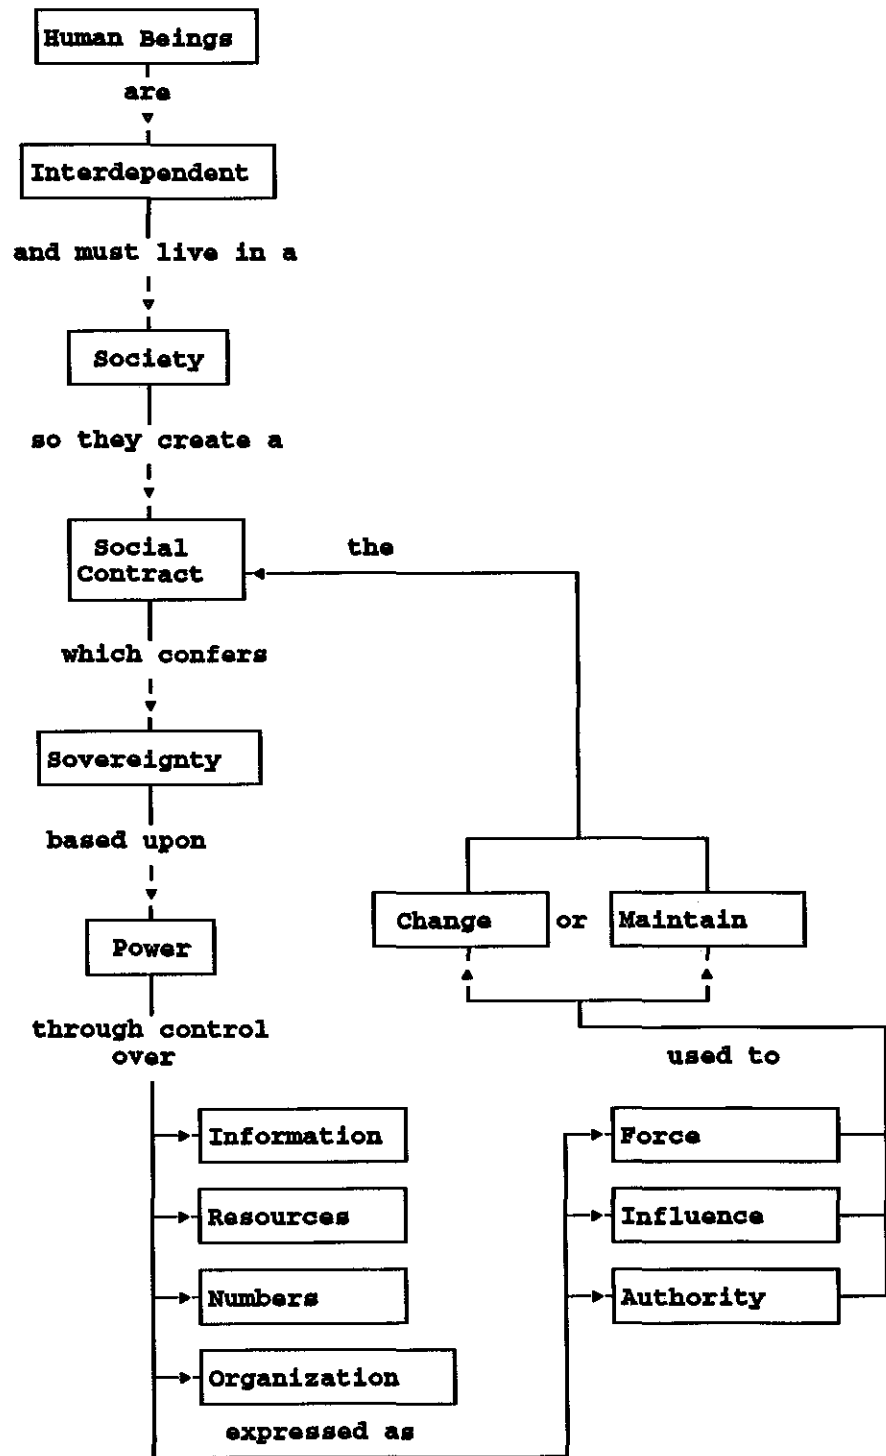 Human Beings
are
Interdependent
and must live in a
Society
so they create a
Social
Contract
the
which confers
Sovereignty
based upon
Power
through control
over
Information
Resources
Numbers
Organization
expressed as
Force
Influence
Authority
used to
Change or Maintain